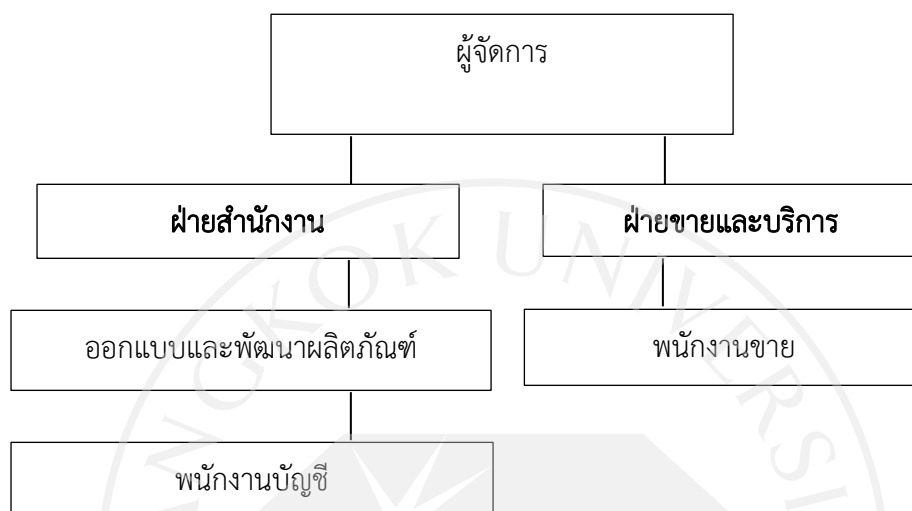 ผู้จัดการ
ฝ่ายสำนักงาน
ฝ่ายขายและบริการ
ออกแบบและพัฒนาผลิตภัณฑ์
พนักงานขาย
พนักงานบัญชี
ANGKOK UNIVERSI